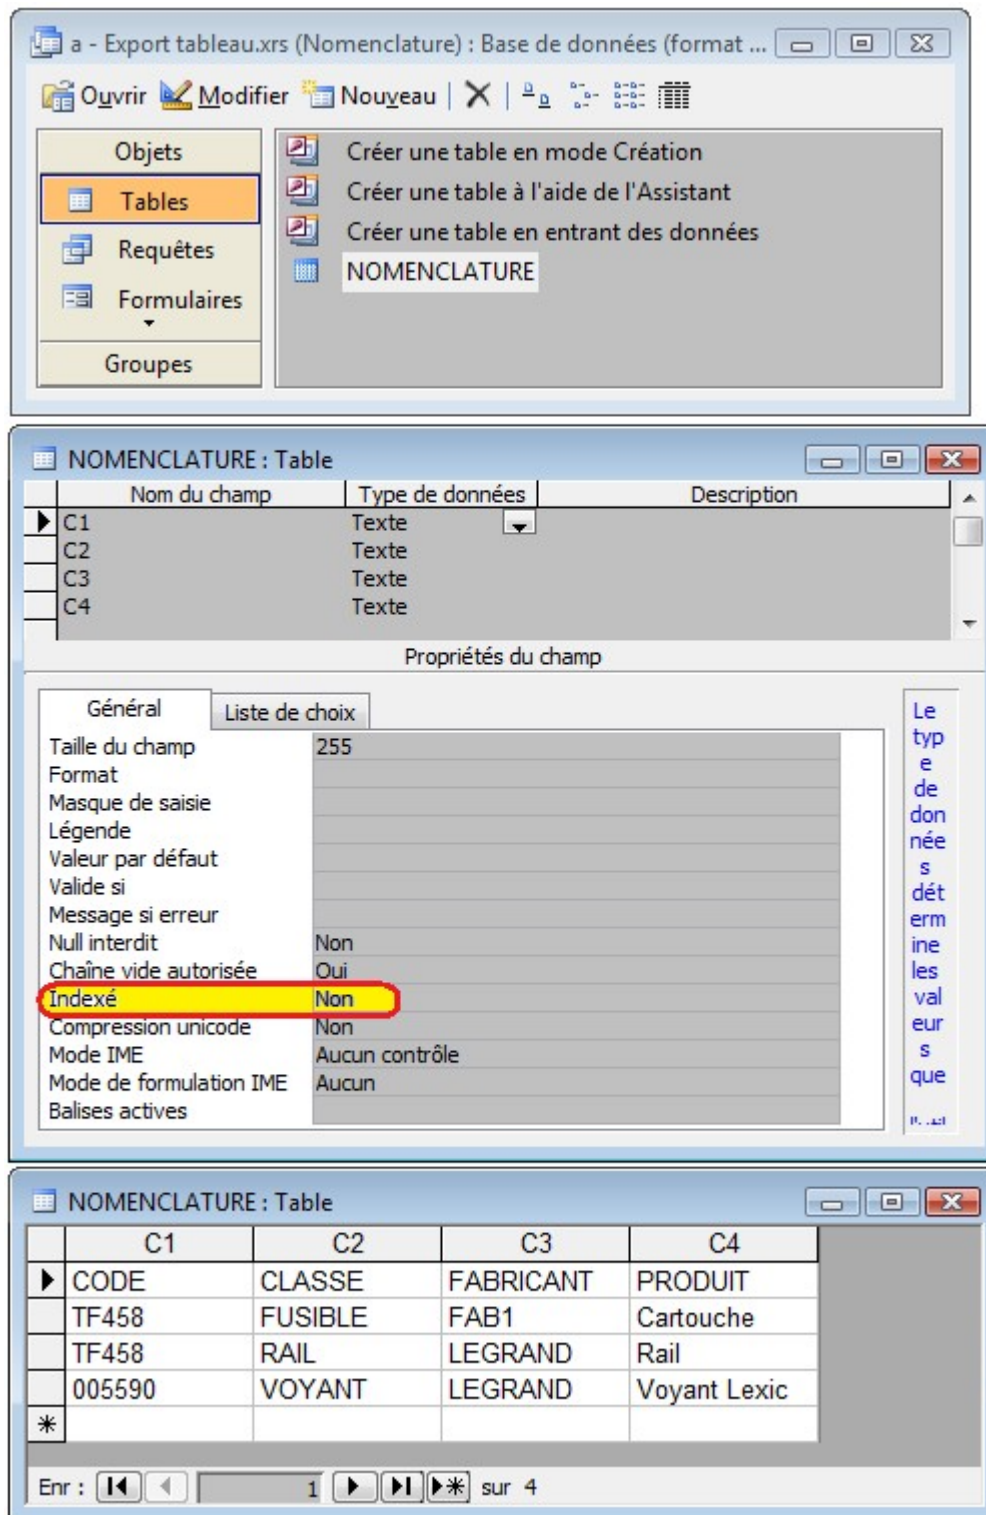 a - Export tableau.xrs (Nomenclature) : Base de données (format ...
Ouvrir Modifier Nouveau
Objets
Tables
Requêtes
Formulaires
Groupes
Créer une table en mode Création
Créer une table à l'aide de l'Assistant
Créer une table en entrant des données
NOMENCLATURE
NOMENCLATURE : Table
Nom du champ Type de données Description
C1 Texte
C2 Texte
C3 Texte
C4 Texte
Propriétés du champ
Général Liste de choix
Taille du champ 255
Format
Masque de saisie
Légende
Valeur par défaut
Valide si
Message si erreur
Null interdit Non
Chaîne vide autorisée Oui
Indexé Non
Compression unicode Non
Mode IME Aucun contrôle
Mode de formulation IME Aucun
Balises actives
Le
typ
e
de
don
née
s
dét
erm
ine
les
val
eur
s
que
NOMENCLATURE : Table
C1 C2 C3 C4
CODE CLASSE FABRICANT PRODUIT
TF458 FUSIBLE FAB1 Cartouche
TF458 RAIL LEGRAND Rail
005590 VOYANT LEGRAND Voyant Lexic
Enr : 1 sur 4